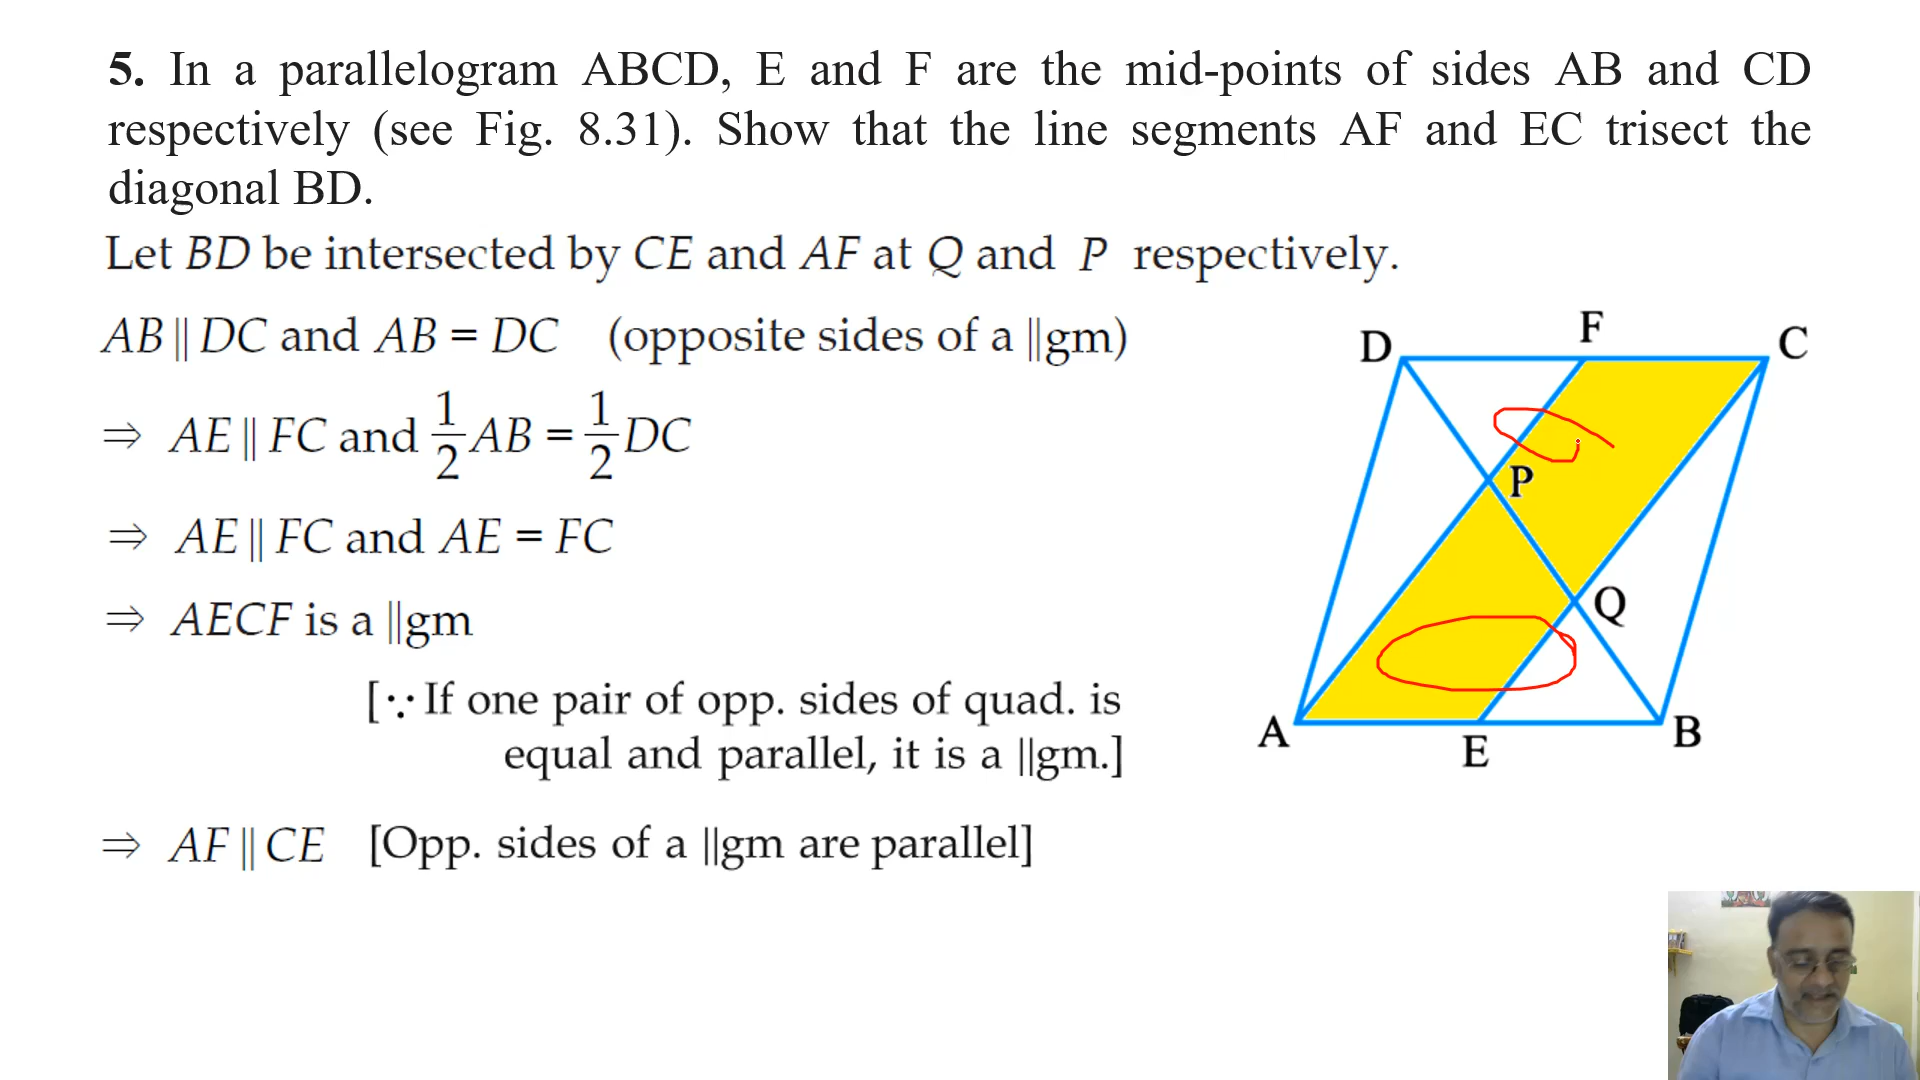 5. In a parallelogram ABCD, E and F are the mid-points of sides AB and CD
respectively (see Fig. 8.31). Show that the line segments AF and EC trisect the
diagonal BD.
Let BD be intersected by CE and AF at Q and P respectively.
AB || DC and AB = DC (opposite sides of a ||gm)
⇒ AE || FC and 1/2 AB = 1/2 DC
⇒ AE || FC and AE = FC
⇒ AECF is a ||gm
[∵ If one pair of opp. sides of quad. is
equal and parallel, it is a ||gm.]
⇒ AF || CE [Opp. sides of a ||gm are parallel]
D F C
P
Q
A E B